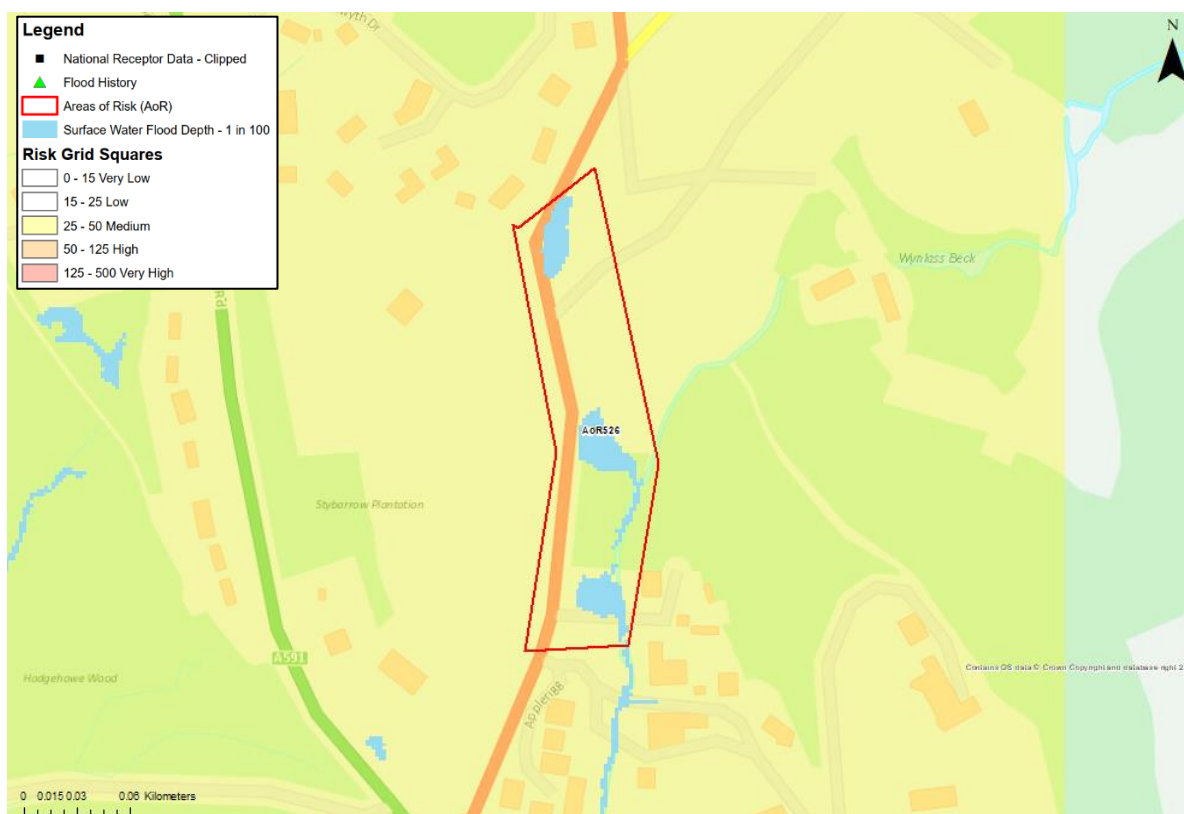 Legend
National Receptor Data - Clipped
Flood History
Areas of Risk (AoR)
Surface Water Flood Depth - 1 in 100
Risk Grid Squares
0 - 15 Very Low
15 - 25 Low
25 - 50 Medium
50 - 125 High
125 - 500 Very High
N
Wynlass Beck
AoR526
Stybarrow Plantation
A591
Hodgehowe Wood
Applerigg
Contains OS data © Crown Copyright and database right 2
0 0.015 0.03 0.06 Kilometers